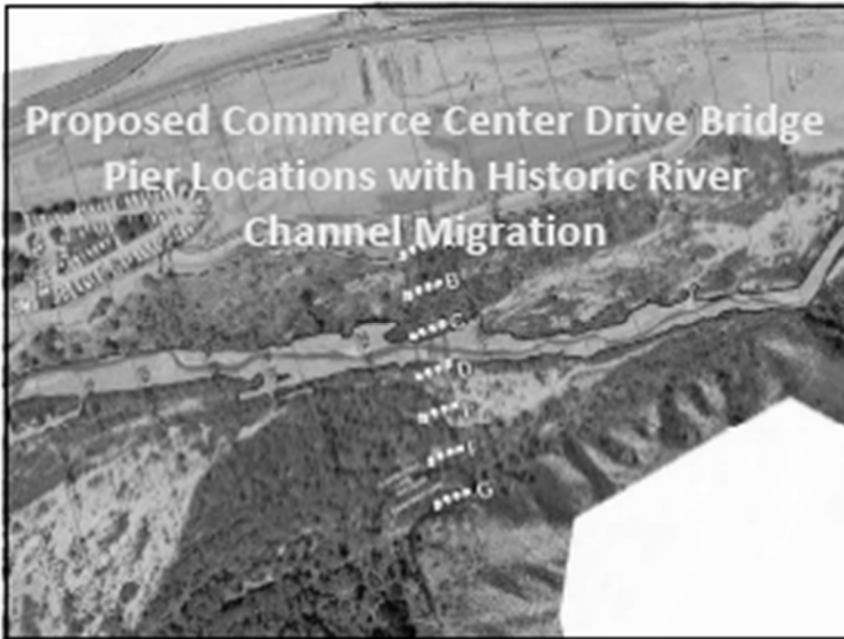 Proposed Commerce Center Drive Bridge
Pier Locations with Historic River
Channel Migration
B
C
D
G